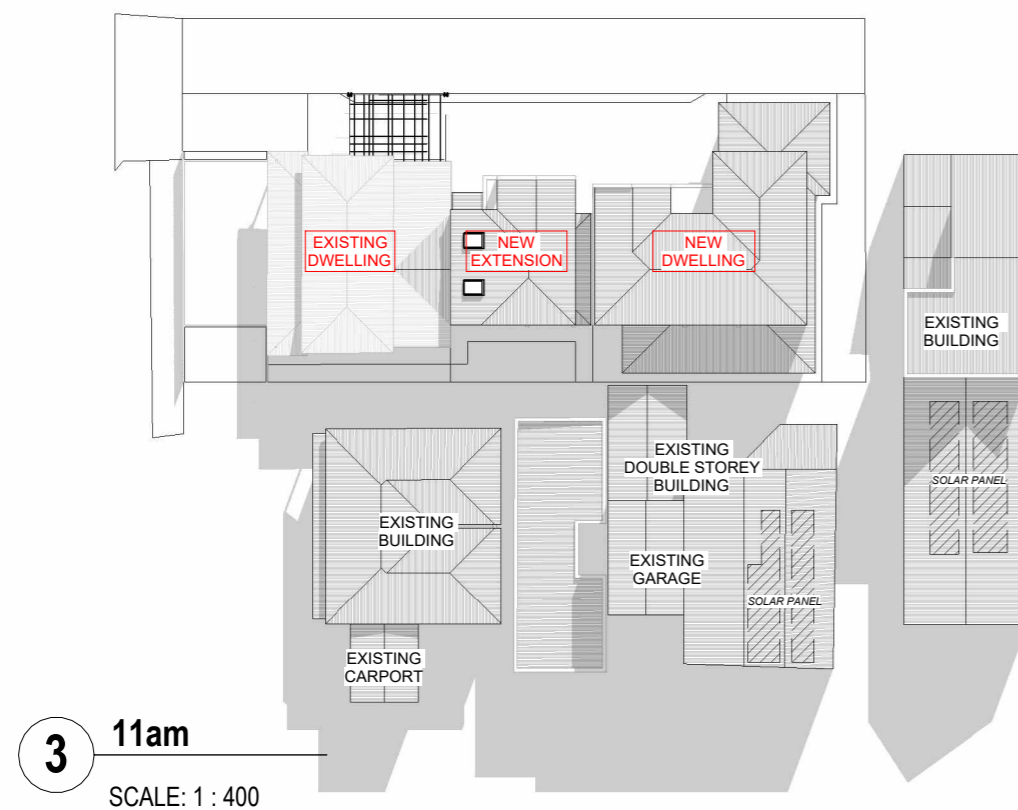 EXISTING
DWELLING
NEW
EXTENSION
NEW
DWELLING
EXISTING
BUILDING
EXISTING
DOUBLE STOREY
BUILDING
SOLAR PANEL
EXISTING
BUILDING
EXISTING
GARAGE
SOLAR PANEL
EXISTING
CARPORT
3
11am
SCALE: 1 : 400